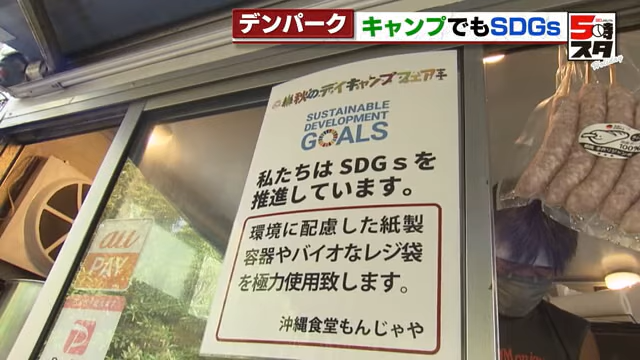 デンパーク キャンプでもSDGs
5時スタ
Holiday
秋のデイキャンプフェア
SUSTAINABLE
DEVELOPMENT
GOALS
私たちはSDGsを
推進しています。
環境に配慮した紙製
容器やバイオなレジ袋
を極力使用致します。
沖縄食堂もんじゃや
au
PAY
100%